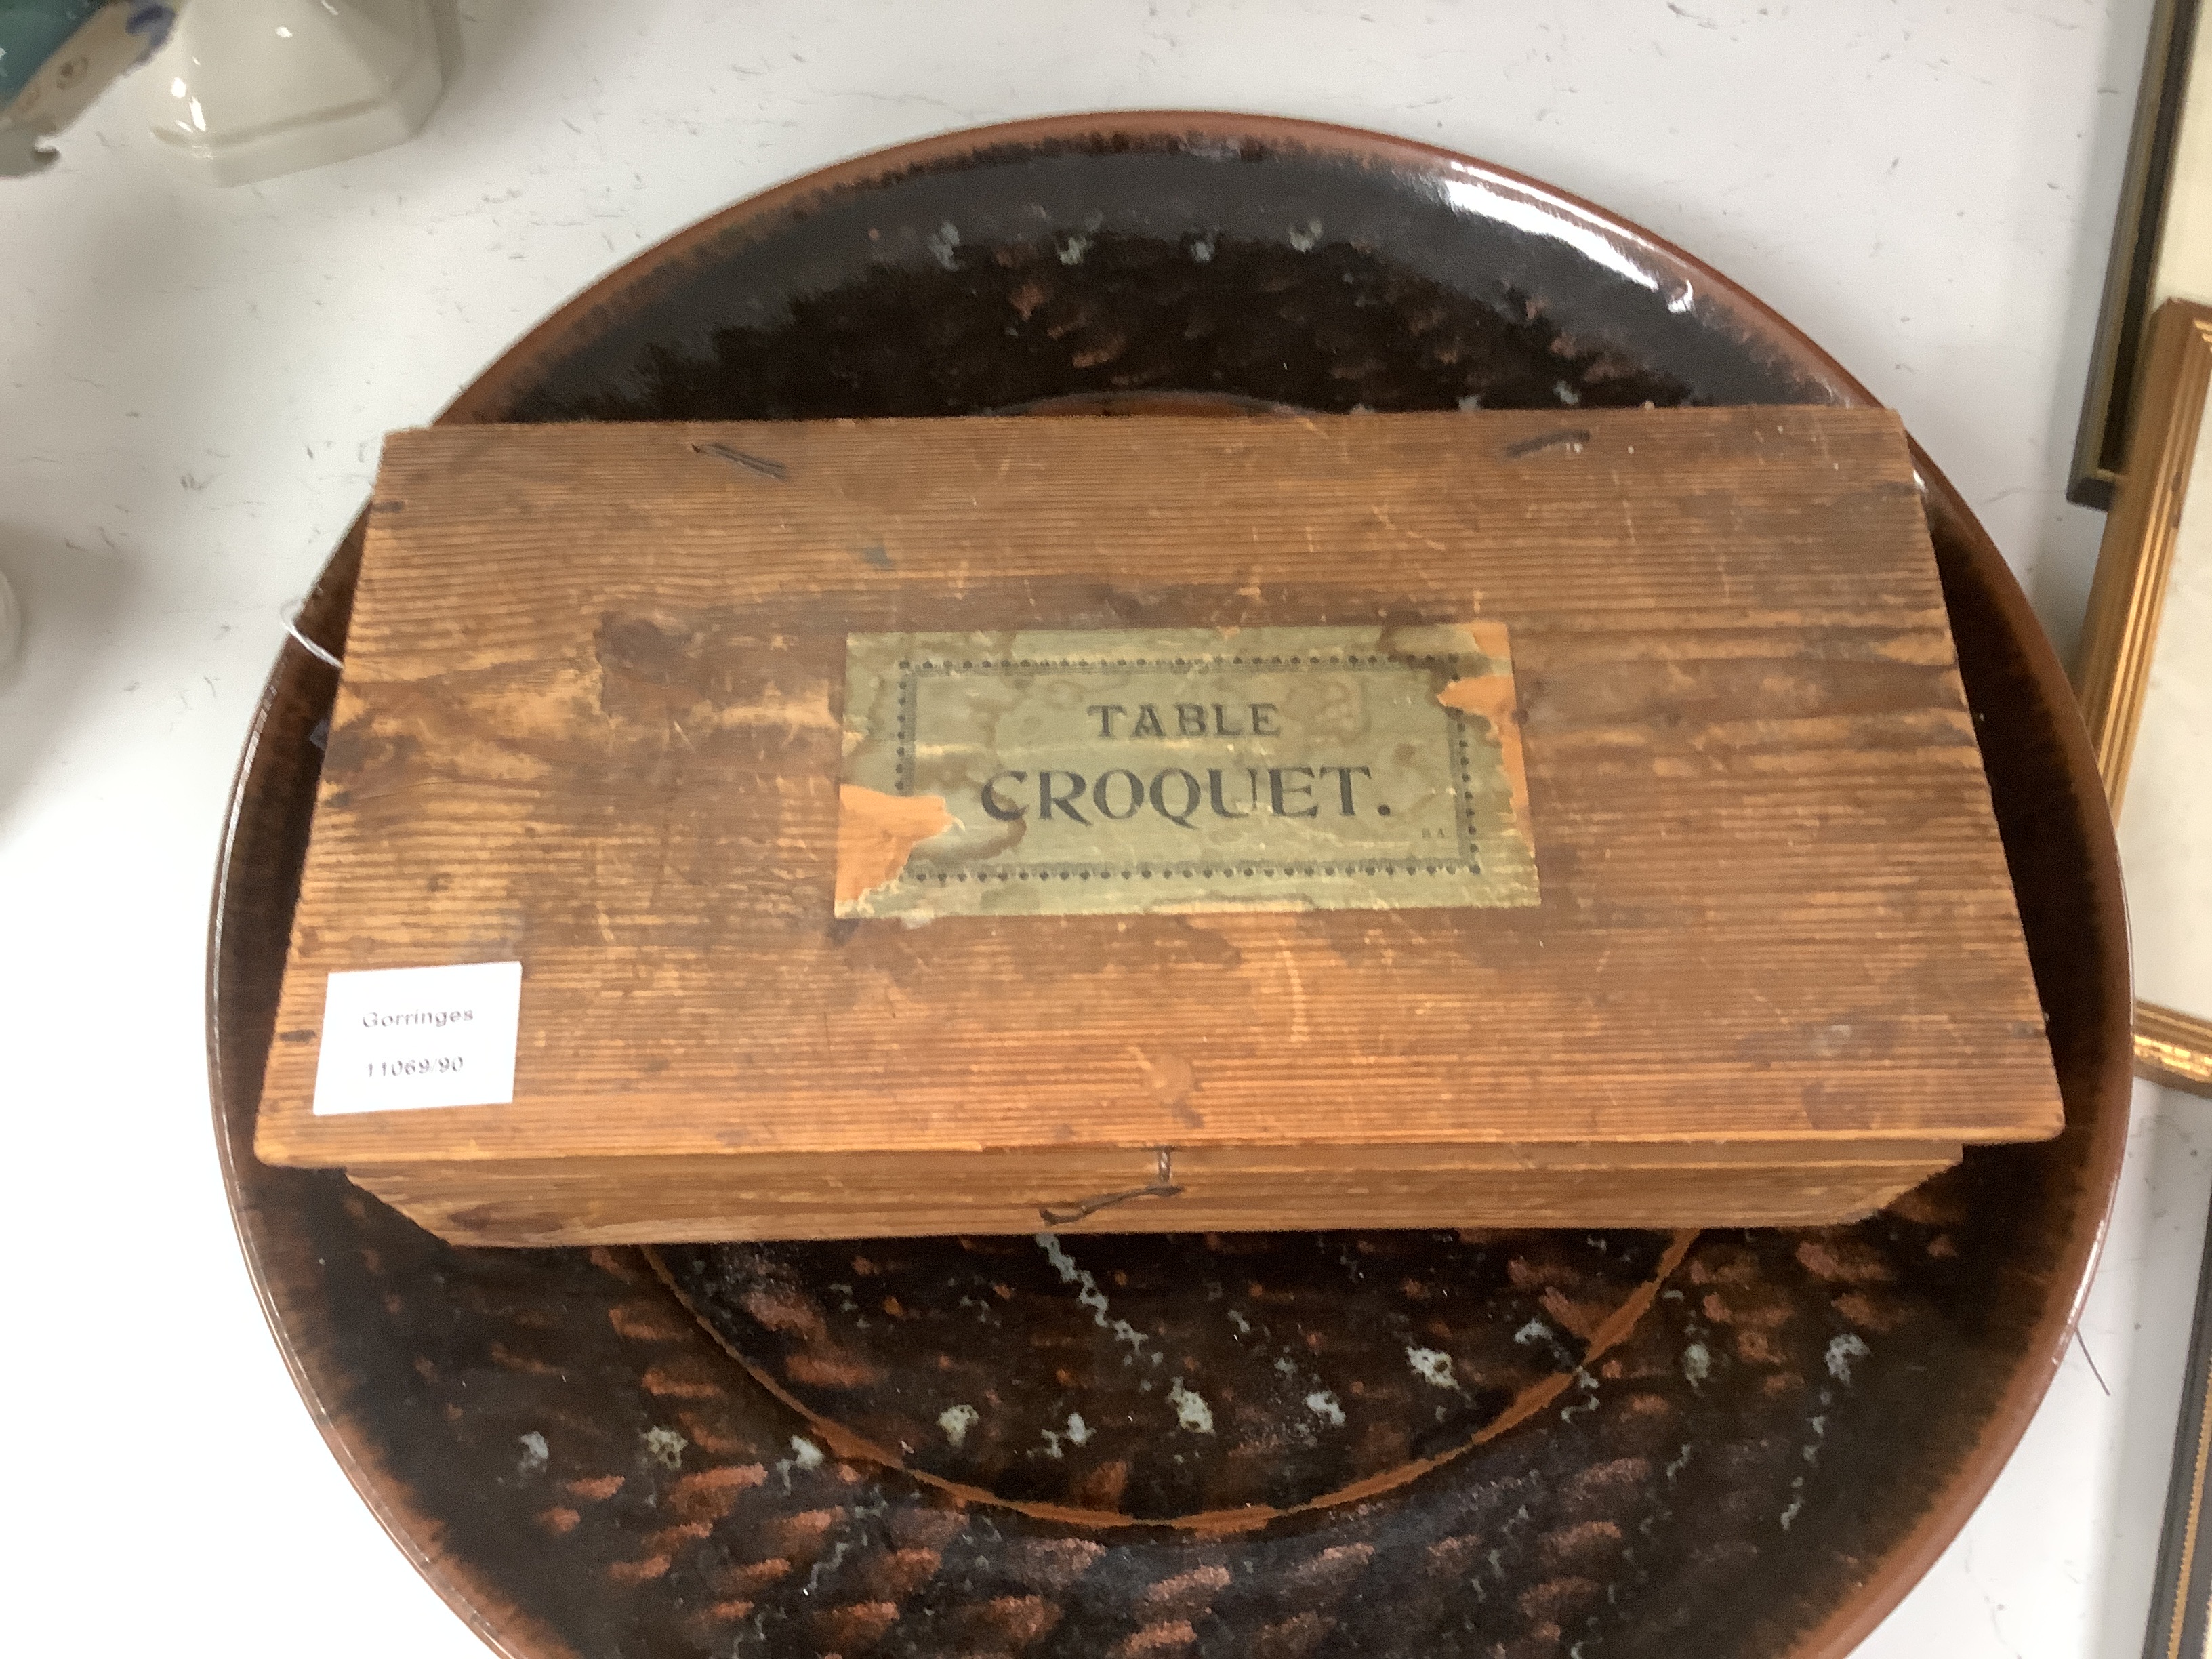 TABLE
CROQUET.
Gorringes
11069/90